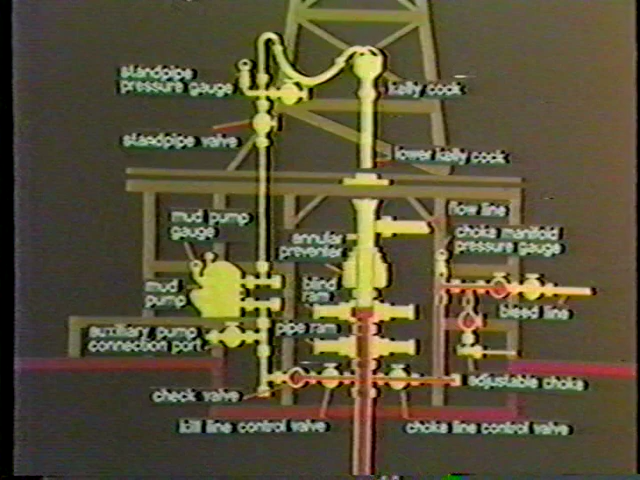 standpipe
pressure gauge
kelly cock
standpipe valve
lower kelly cock
mud pump
gauge
flow line
annular
preventer
choke manifold
pressure gauge
mud
pump
blind
ram
bleed line
auxiliary pump
connection port
pipe ram
check valve
adjustable choke
kill line control valve
choke line control valve